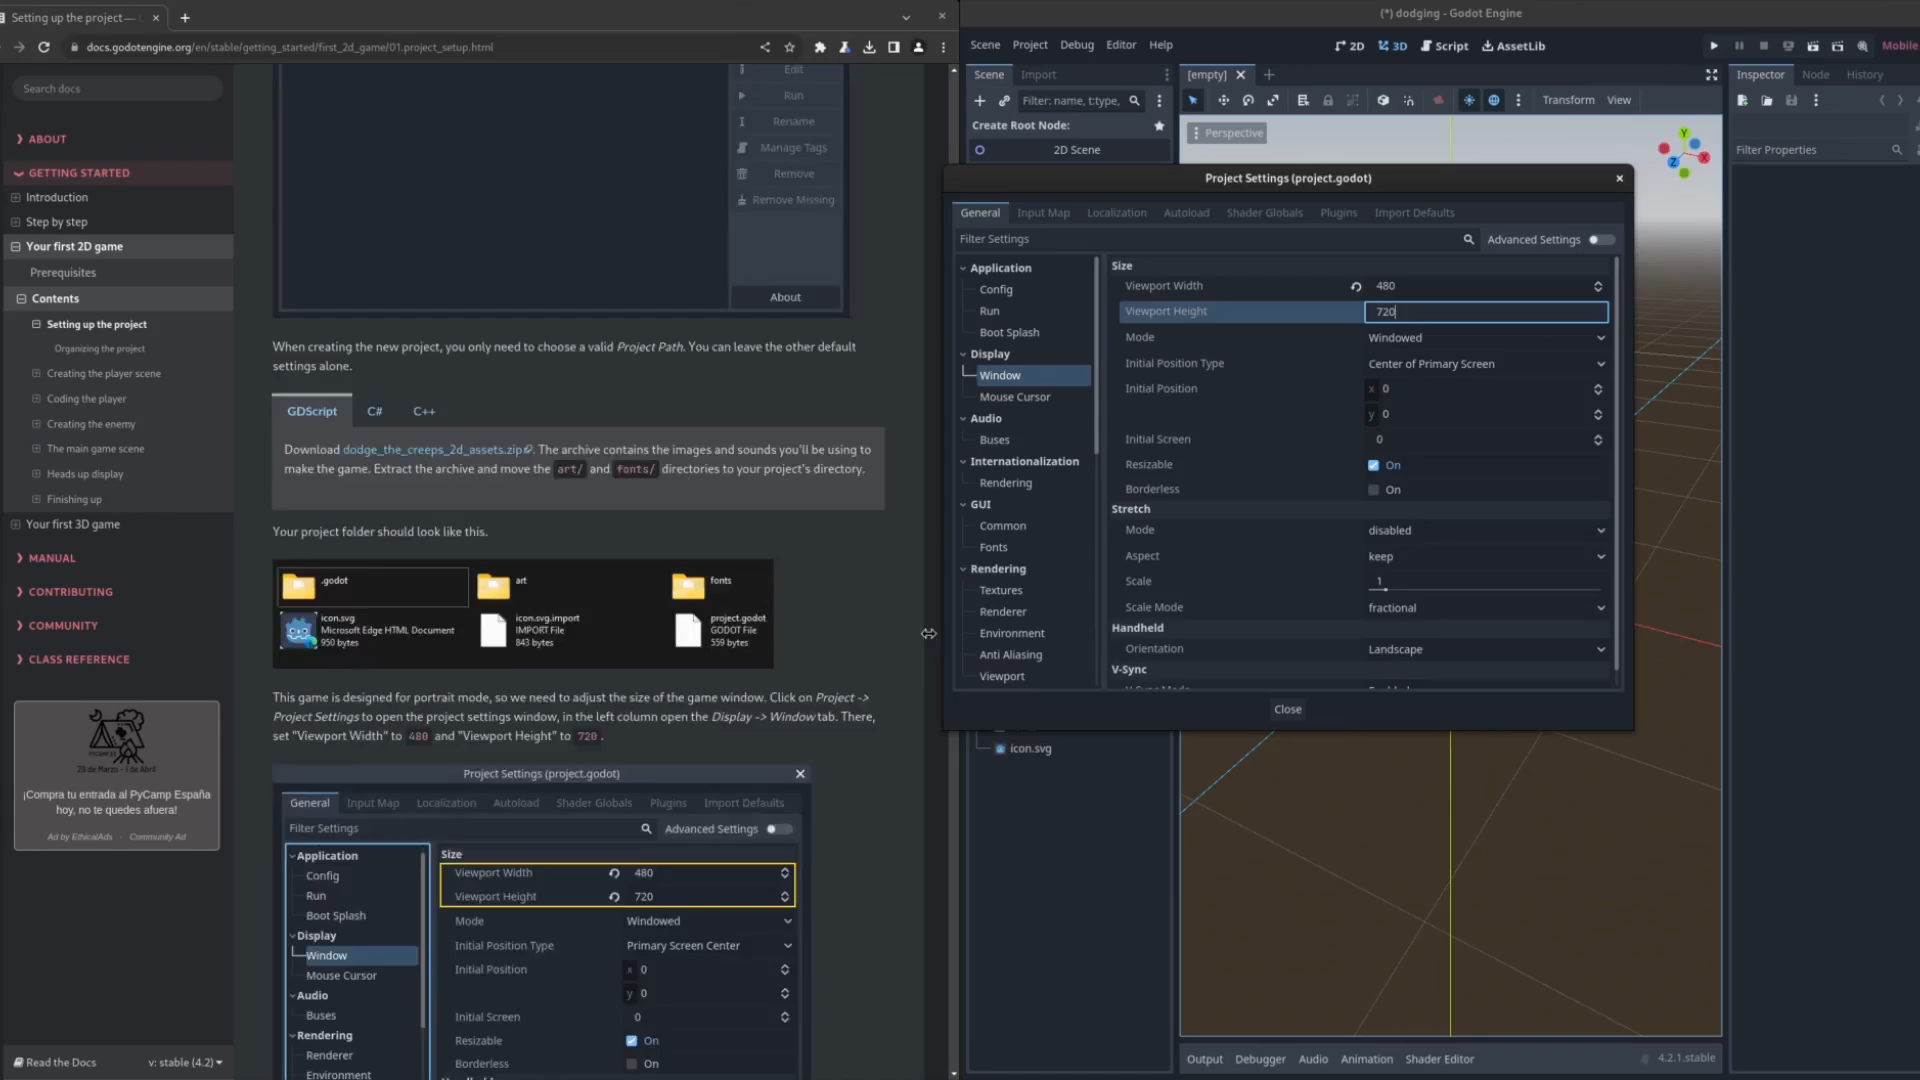 Setting up the project —
docs.godotengine.org/en/stable/getting_started/first_2d_game/01.project_setup.html
Search docs
ABOUT
GETTING STARTED
Introduction
Step by step
Your first 2D game
Prerequisites
Contents
Setting up the project
Organizing the project
Creating the player scene
Coding the player
Creating the enemy
The main game scene
Heads up display
Finishing up
Your first 3D game
MANUAL
CONTRIBUTING
COMMUNITY
CLASS REFERENCE
PYCAMP ES
28 de Marzo - 1 de Abril
¡Compra tu entrada al PyCamp España
hoy, no te quedes afuera!
Ad by EthicalAds · Community Ad
Read the Docs
v: stable (4.2)
Edit
Run
Rename
Manage Tags
Remove
Remove Missing
About
When creating the new project, you only need to choose a valid Project Path. You can leave the other default
settings alone.
GDScript C# C++
Download dodge_the_creeps_2d_assets.zip. The archive contains the images and sounds you'll be using to
make the game. Extract the archive and move the art/ and fonts/ directories to your project's directory.
Your project folder should look like this.
.godot
art
fonts
icon.svg
Microsoft Edge HTML Document
950 bytes
icon.svg.import
IMPORT File
843 bytes
project.godot
GODOT File
559 bytes
This game is designed for portrait mode, so we need to adjust the size of the game window. Click on Project ->
Project Settings to open the project settings window, in the left column open the Display -> Window tab. There,
set "Viewport Width" to 480 and "Viewport Height" to 720 .
Project Settings (project.godot)
General Input Map Localization Autoload Shader Globals Plugins Import Defaults
Filter Settings
Advanced Settings
Application
Config
Run
Boot Splash
Display
Window
Mouse Cursor
Audio
Buses
Rendering
Renderer
Environment
Size
Viewport Width 480
Viewport Height 720
Mode Windowed
Initial Position Type Primary Screen Center
Initial Position x 0
y 0
Initial Screen 0
Resizable On
Borderless On
(*) dodging - Godot Engine
Scene Project Debug Editor Help
2D 3D Script AssetLib
Mobile
Scene Import
Filter: name, t:type,
Create Root Node:
2D Scene
icon.svg
[empty]
Transform View
Perspective
Y
X
Z
Inspector Node History
Filter Properties
Project Settings (project.godot)
General Input Map Localization Autoload Shader Globals Plugins Import Defaults
Filter Settings
Advanced Settings
Application
Config
Run
Boot Splash
Display
Window
Mouse Cursor
Audio
Buses
Internationalization
Rendering
GUI
Common
Fonts
Rendering
Textures
Renderer
Environment
Anti Aliasing
Viewport
Size
Viewport Width 480
Viewport Height 720
Mode Windowed
Initial Position Type Center of Primary Screen
Initial Position x 0
y 0
Initial Screen 0
Resizable On
Borderless On
Stretch
Mode disabled
Aspect keep
Scale 1
Scale Mode fractional
Handheld
Orientation Landscape
V-Sync
Close
Output Debugger Audio Animation Shader Editor
4.2.1.stable